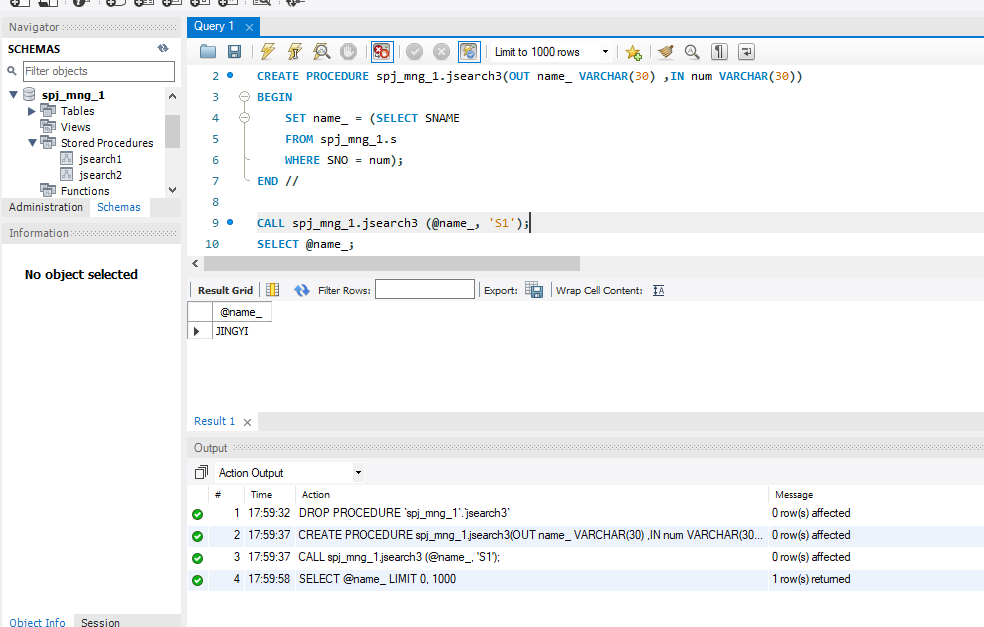 Navigator
SCHEMAS
Filter objects
spj_mng_1
Tables
Views
Stored Procedures
jsearch1
jsearch2
Functions
Administration Schemas
Information
No object selected
Object Info Session
Query 1
Limit to 1000 rows
2 CREATE PROCEDURE spj_mng_1.jsearch3(OUT name_ VARCHAR(30) ,IN num VARCHAR(30))
3 BEGIN
4 SET name_ = (SELECT SNAME
5 FROM spj_mng_1.s
6 WHERE SNO = num);
7 END //
8
9 CALL spj_mng_1.jsearch3 (@name_, 'S1');
10 SELECT @name_;
Result Grid Filter Rows: Export: Wrap Cell Content:
@name_
JINGYI
Result 1
Output
Action Output
# Time Action Message
1 17:59:32 DROP PROCEDURE `spj_mng_1`.`jsearch3` 0 row(s) affected
2 17:59:37 CREATE PROCEDURE spj_mng_1.jsearch3(OUT name_ VARCHAR(30) ,IN num VARCHAR(30... 0 row(s) affected
3 17:59:37 CALL spj_mng_1.jsearch3 (@name_, 'S1'); 0 row(s) affected
4 17:59:58 SELECT @name_ LIMIT 0, 1000 1 row(s) returned